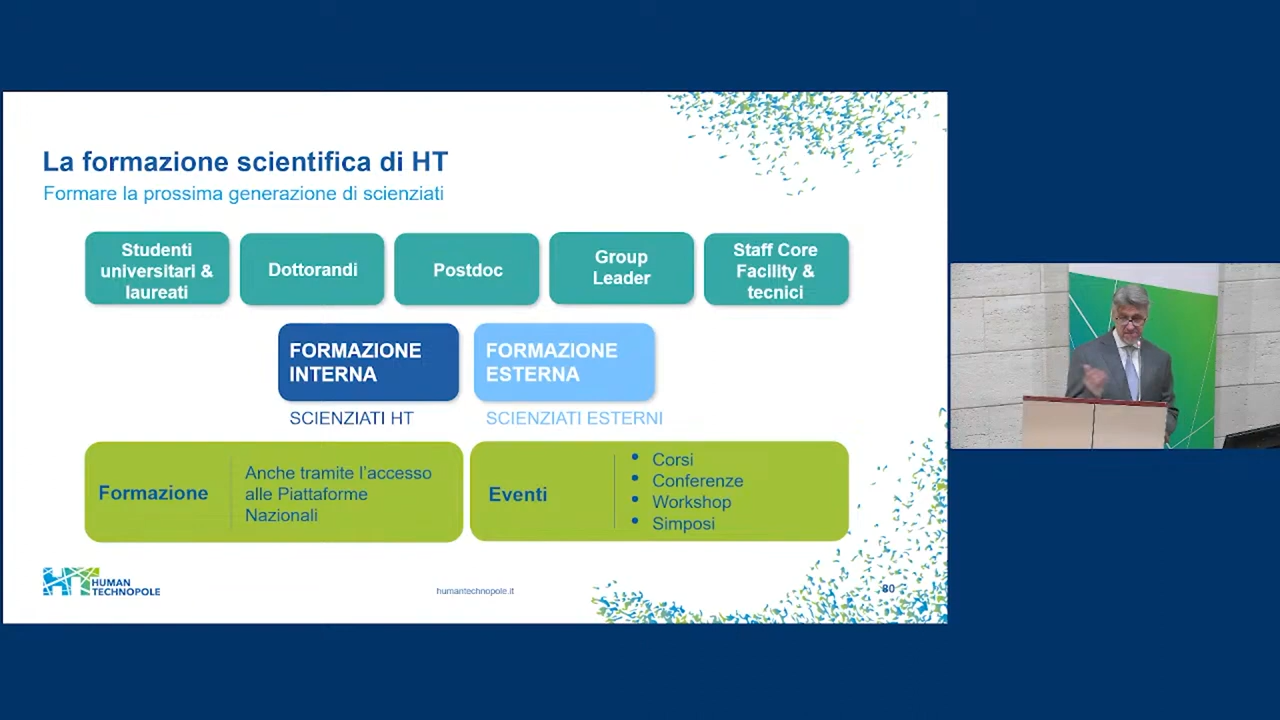 La formazione scientifica di HT
Formare la prossima generazione di scienziati
Studenti
universitari &
laureati
Dottorandi
Postdoc
Group
Leader
Staff Core
Facility &
tecnici
FORMAZIONE
INTERNA
FORMAZIONE
ESTERNA
SCIENZIATI HT
SCIENZIATI ESTERNI
Formazione
Anche tramite l'accesso
alle Piattaforme
Nazionali
Eventi
• Corsi
• Conferenze
• Workshop
• Simposi
HT HUMAN
TECHNOPOLE
humantechnopole.it
80